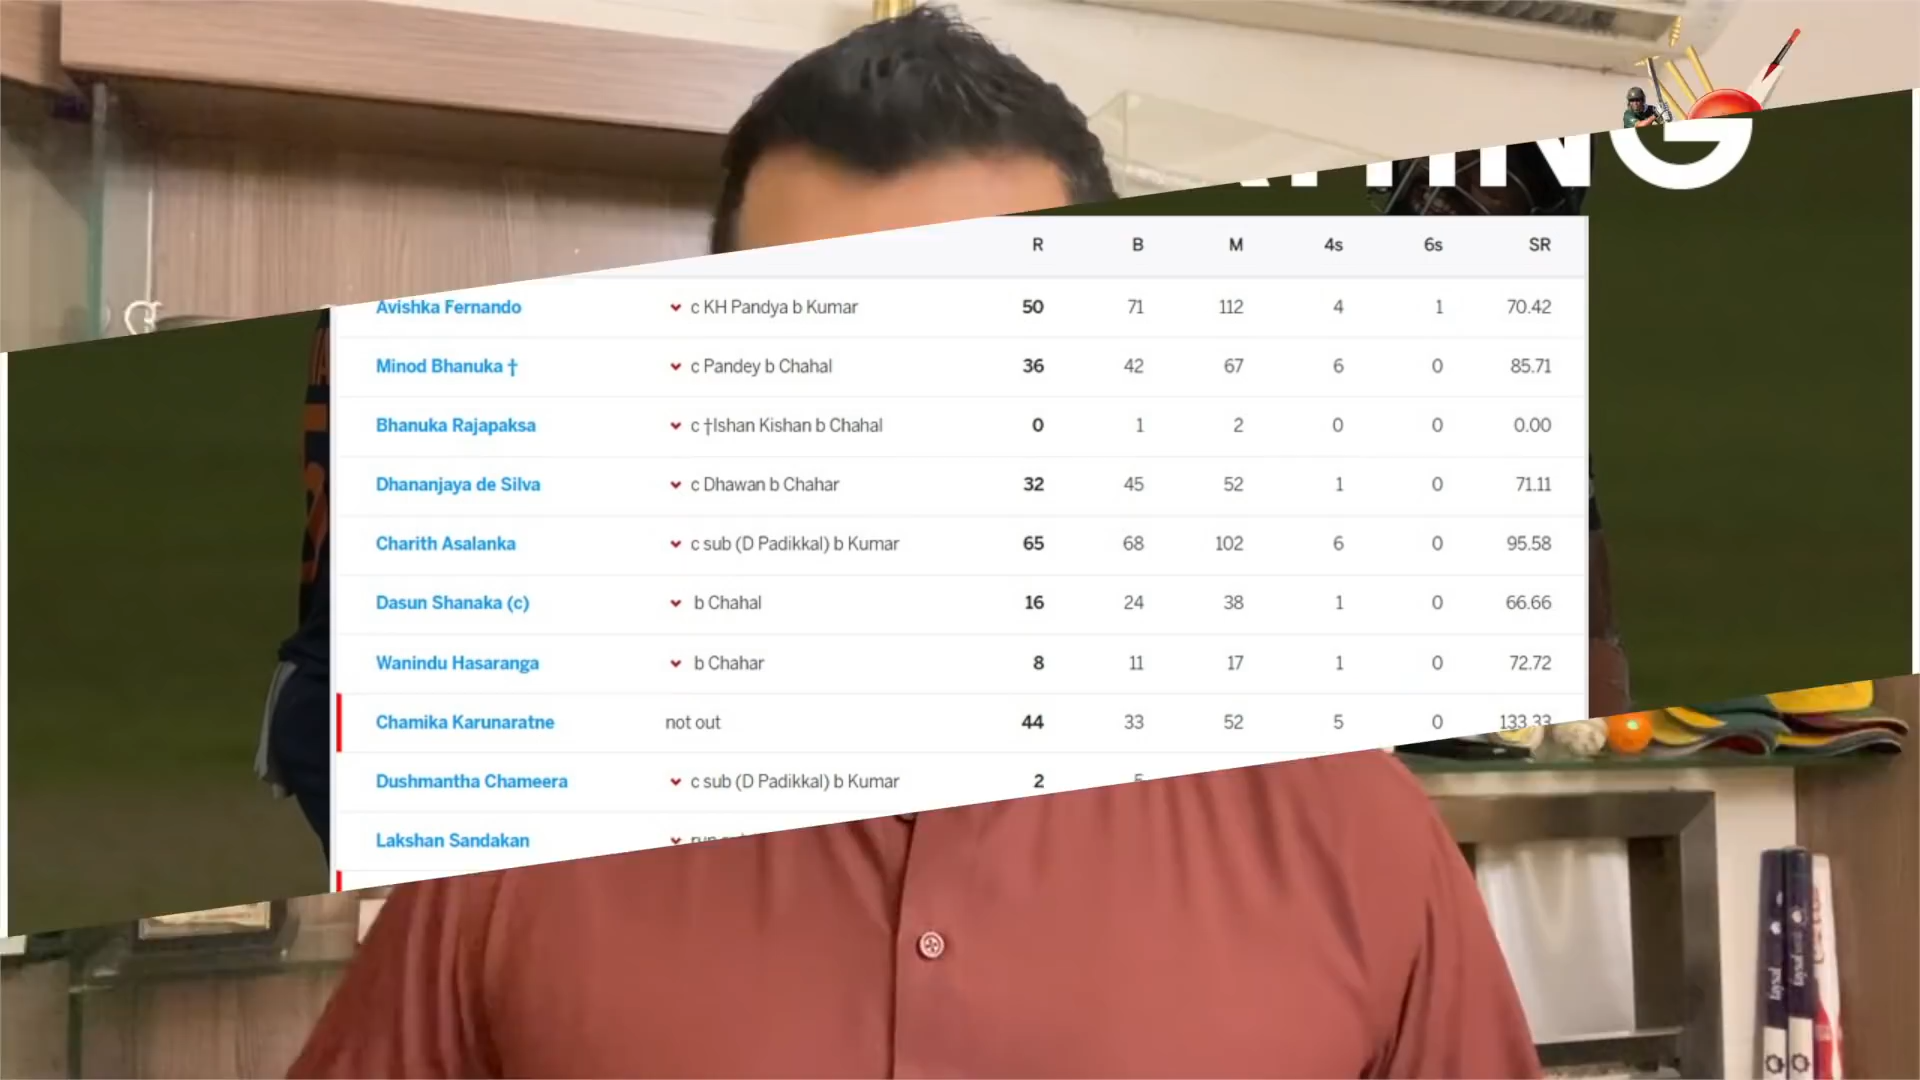 R B M 4s 6s SR
Avishka Fernando c KH Pandya b Kumar 50 71 112 4 1 70.42
Minod Bhanuka † c Pandey b Chahal 36 42 67 6 0 85.71
Bhanuka Rajapaksa c †Ishan Kishan b Chahal 0 1 2 0 0 0.00
Dhananjaya de Silva c Dhawan b Chahar 32 45 52 1 0 71.11
Charith Asalanka c sub (D Padikkal) b Kumar 65 68 102 6 0 95.58
Dasun Shanaka (c) b Chahal 16 24 38 1 0 66.66
Wanindu Hasaranga b Chahar 8 11 17 1 0 72.72
Chamika Karunaratne not out 44 33 52 5 0 133.33
Dushmantha Chameera c sub (D Padikkal) b Kumar 2
Lakshan Sandakan